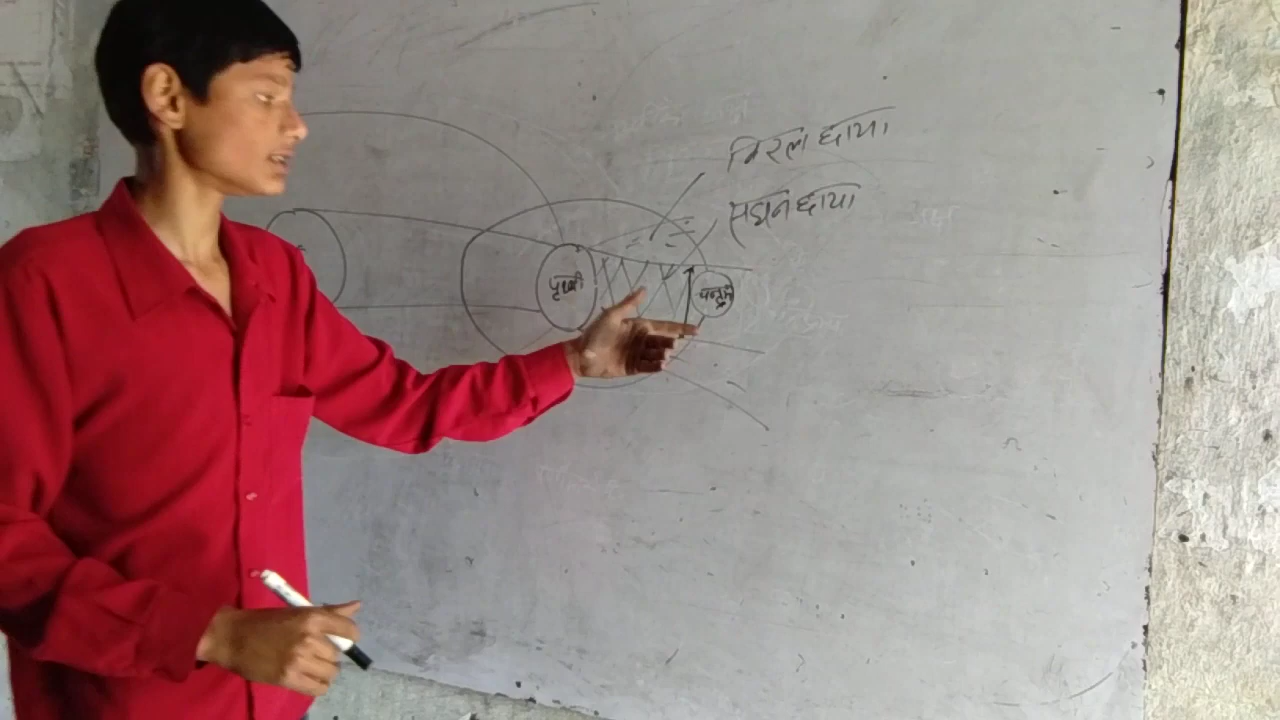 विरल छाया
सघन छाया
पृथ्वी
चन्द्रमा